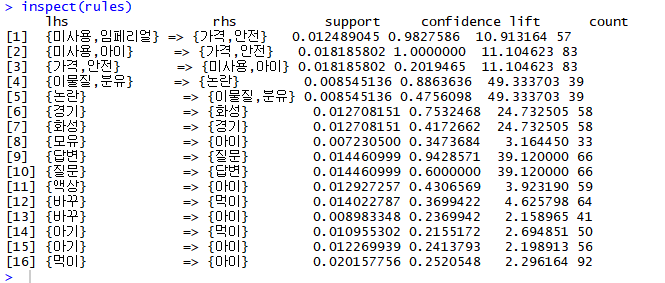 > inspect(rules)
lhs rhs support confidence lift count
[1] {미사용,임페리얼} => {가격,안전} 0.012489045 0.9827586 10.913164 57
[2] {미사용,아이} => {가격,안전} 0.018185802 1.0000000 11.104623 83
[3] {가격,안전} => {미사용,아이} 0.018185802 0.2019465 11.104623 83
[4] {이물질,분유} => {논란} 0.008545136 0.8863636 49.333703 39
[5] {논란} => {이물질,분유} 0.008545136 0.4756098 49.333703 39
[6] {경기} => {화성} 0.012708151 0.7532468 24.732505 58
[7] {화성} => {경기} 0.012708151 0.4172662 24.732505 58
[8] {모유} => {아이} 0.007230500 0.3473684 3.164450 33
[9] {답변} => {질문} 0.014460999 0.9428571 39.120000 66
[10] {질문} => {답변} 0.014460999 0.6000000 39.120000 66
[11] {액상} => {아이} 0.012927257 0.4306569 3.923190 59
[12] {바꾸} => {먹이} 0.014022787 0.3699422 4.625798 64
[13] {바꾸} => {아이} 0.008983348 0.2369942 2.158965 41
[14] {아기} => {먹이} 0.010955302 0.2155172 2.694851 50
[15] {아기} => {아이} 0.012269939 0.2413793 2.198913 56
[16] {먹이} => {아이} 0.020157756 0.2520548 2.296164 92
>